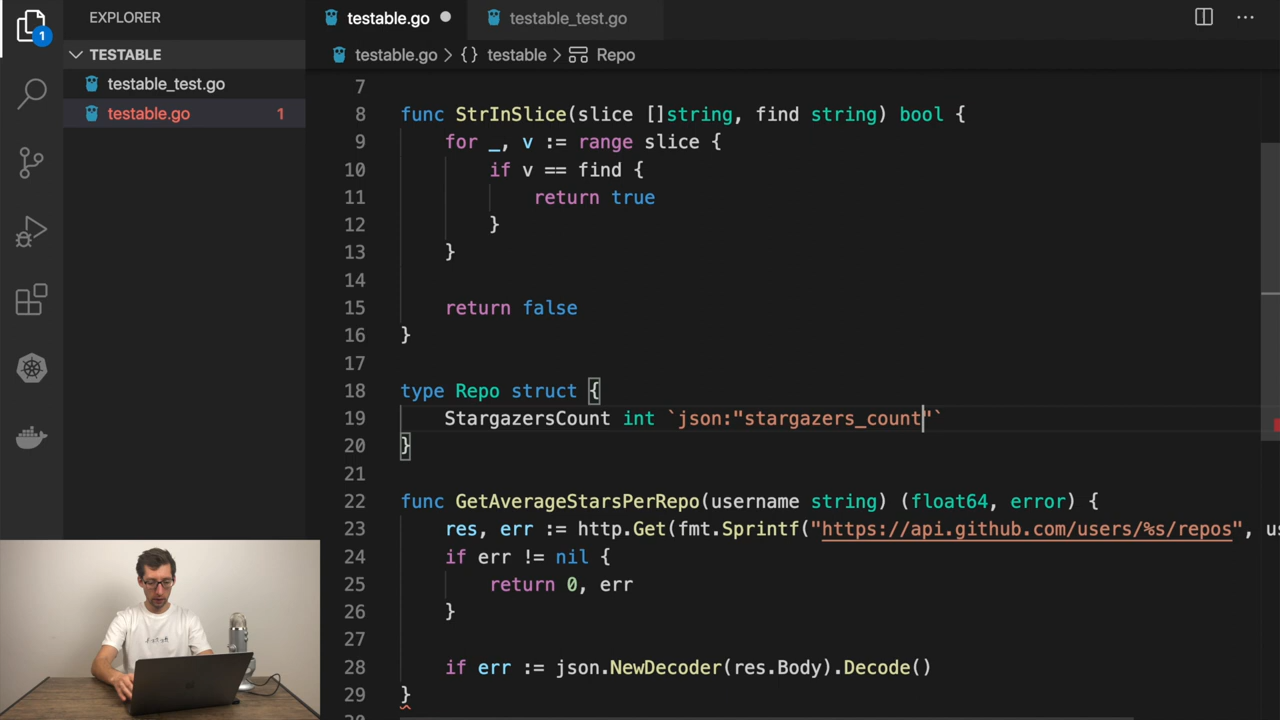 EXPLORER
TESTABLE
testable_test.go
testable.go 1
1
testable.go
testable_test.go
testable.go > {} testable > Repo
7
8 func StrInSlice(slice []string, find string) bool {
9 for _, v := range slice {
10 if v == find {
11 return true
12 }
13 }
14
15 return false
16 }
17
18 type Repo struct {
19 StargazersCount int `json:"stargazers_count"`
20 }
21
22 func GetAverageStarsPerRepo(username string) (float64, error) {
23 res, err := http.Get(fmt.Sprintf("https://api.github.com/users/%s/repos", us
24 if err != nil {
25 return 0, err
26 }
27
28 if err := json.NewDecoder(res.Body).Decode()
29 }